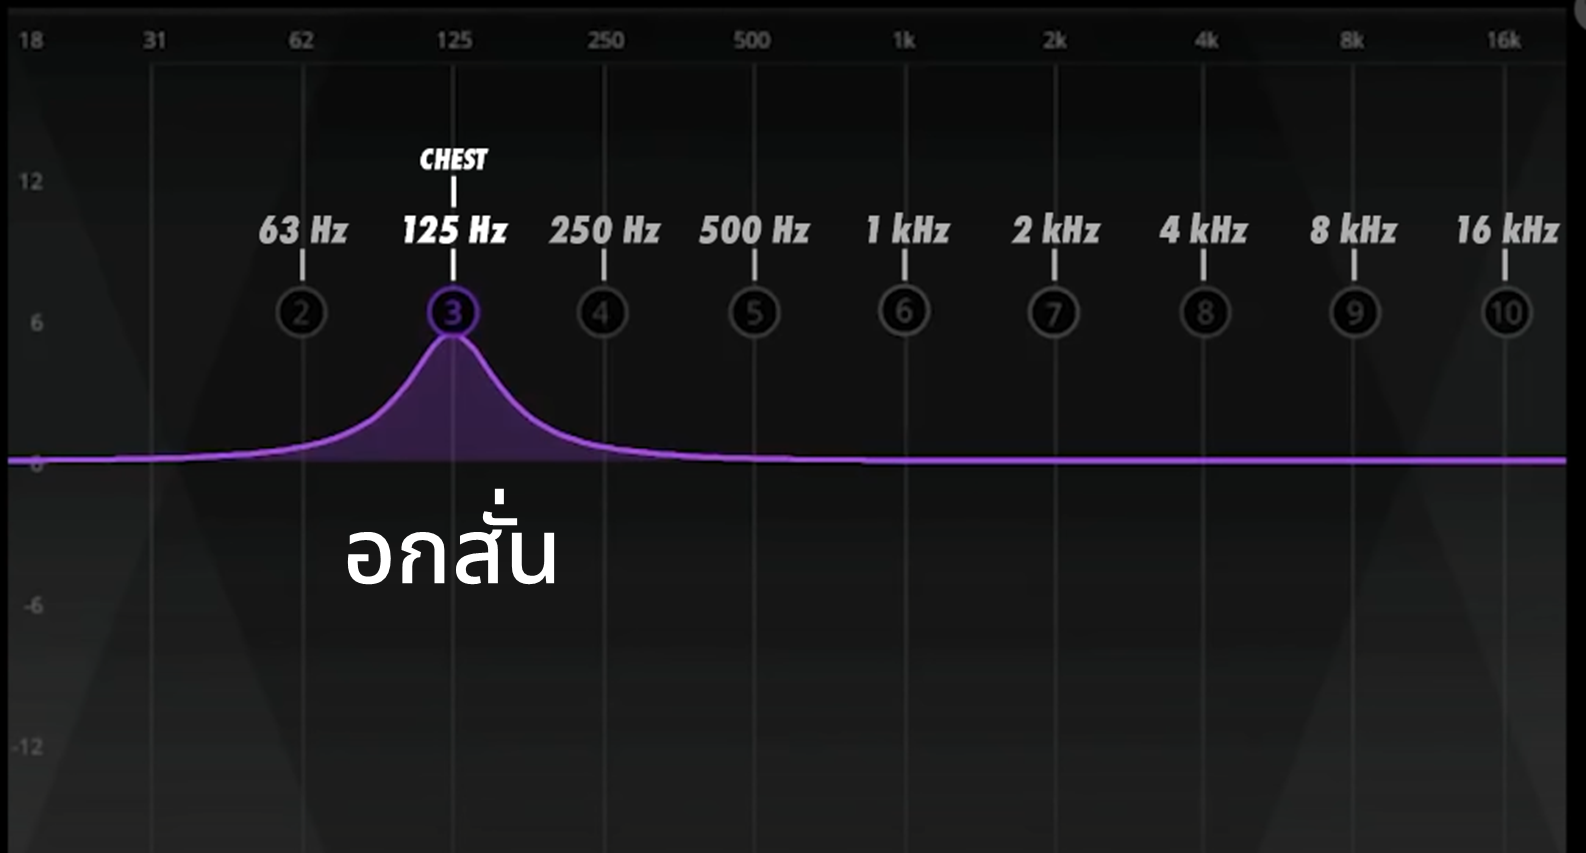 18 31 62 125 250 500 1k 2k 4k 8k 16k
CHEST
12
63 Hz 125 Hz 250 Hz 500 Hz 1 kHz 2 kHz 4 kHz 8 kHz 16 kHz
2 3 4 5 6 7 8 9 10
6
0
อกสั่น
-6
-12